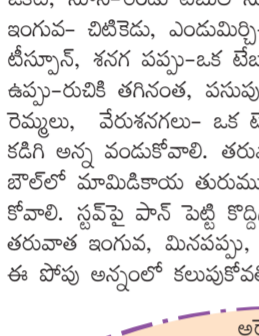 ఇంగువ- చిటికెడు, ఎండుమిర్చి-
టీస్పూన్, శనగ పప్పు-ఒక టేబ
ఉప్పు-రుచికి తగినంత, పసుపు
రెమ్మలు, వేరుశనగలు- ఒక
కడిగి అన్న వండుకోవాలి. తరు
బౌల్‌లో మామిడికాయ తురుము
కోవాలి. స్టవ్‌పై పాన్ పెట్టి కొద్ది
తరువాత ఇంగువ, మినపప్పు,
ఈ పోపు అన్నంలో కలుపుకోవ